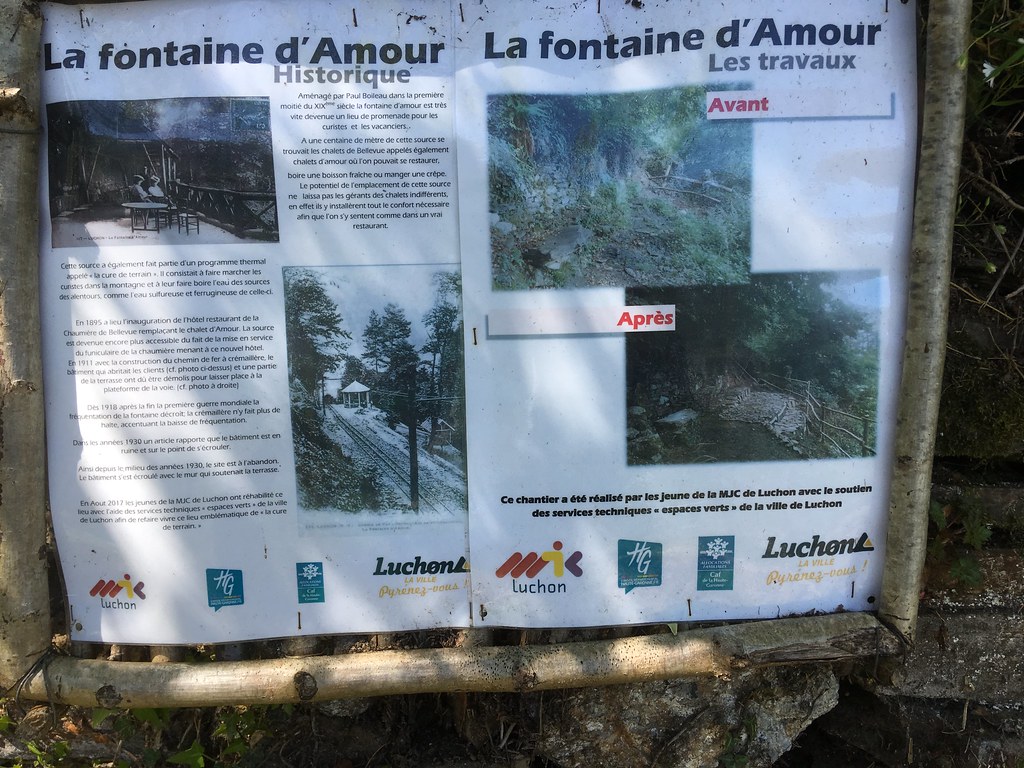 La fontaine d'Amour
Historique
Aménagé par Paul Boileau dans la première
moitié du XIXème siècle la fontaine d'amour est très
vite devenue un lieu de promenade pour les
curistes et les vacanciers..
A une centaine de mètre de cette source se
trouvait les chalets de Bellevue appelés également
chalets d'amour où l'on pouvait se restaurer,
boire une boisson fraîche ou manger une crêpe.
Le potentiel de l'emplacement de cette source
ne laissa pas les gérants des chalets indifférents,
en effet ils y installèrent tout le confort nécessaire
afin que l'on s'y sentent comme dans un vrai
restaurant.
Cette source a également fait partie d'un programme thermal
appelé « la cure de terrain ». Il consistait à faire marcher les
curistes dans la montagne et à leur faire boire l'eau des sources
des alentours, comme l'eau sulfureuse et ferrugineuse de celle-ci.
En 1895 a lieu l'inauguration de l'hôtel restaurant de la
Chaumière de Bellevue remplaçant le chalet d'Amour. La source
est devenue encore plus accessible du fait de la mise en service
du funiculaire de la chaumière menant à ce nouvel hôtel.
En 1911 avec la construction du chemin de fer à crémaillère, le
bâtiment qui abritait les clients (cf. photo ci-dessus) et une partie
de la terrasse ont dû être démolis pour laisser place à la
plateforme de la voie. (cf. photo à droite)
Dès 1918 après la fin la première guerre mondiale la
fréquentation de la fontaine décroit; la crémaillère n'y fait plus de
halte, accentuant la baisse de fréquentation.
Dans les années 1930 un article rapporte que le bâtiment est en
ruine et sur le point de s'écrouler.
Ainsi depuis le milieu des années 1930, le site est à l'abandon.
Le bâtiment s'est écroulé avec le mur qui soutenait la terrasse.
En Aout 2017 les jeunes de la MJC de Luchon ont réhabilité ce
lieu avec l'aide des services techniques « espaces verts » de la ville
de Luchon afin de refaire vivre ce lieu emblématique de « la cure
de terrain. »
mjc
Luchon
HG
Caf
Luchon
LA VILLE
Pyrénez-vous !
La fontaine d'Amour
Les travaux
Avant
Après
Ce chantier a été réalisé par les jeune de la MJC de Luchon avec le soutien
des services techniques « espaces verts » de la ville de Luchon
mjc
Luchon
HG
ALLOCATIONS
FAMILIALES
Caf
de la Haute-
Garonne
Luchon
LA VILLE
Pyrénez-vous !